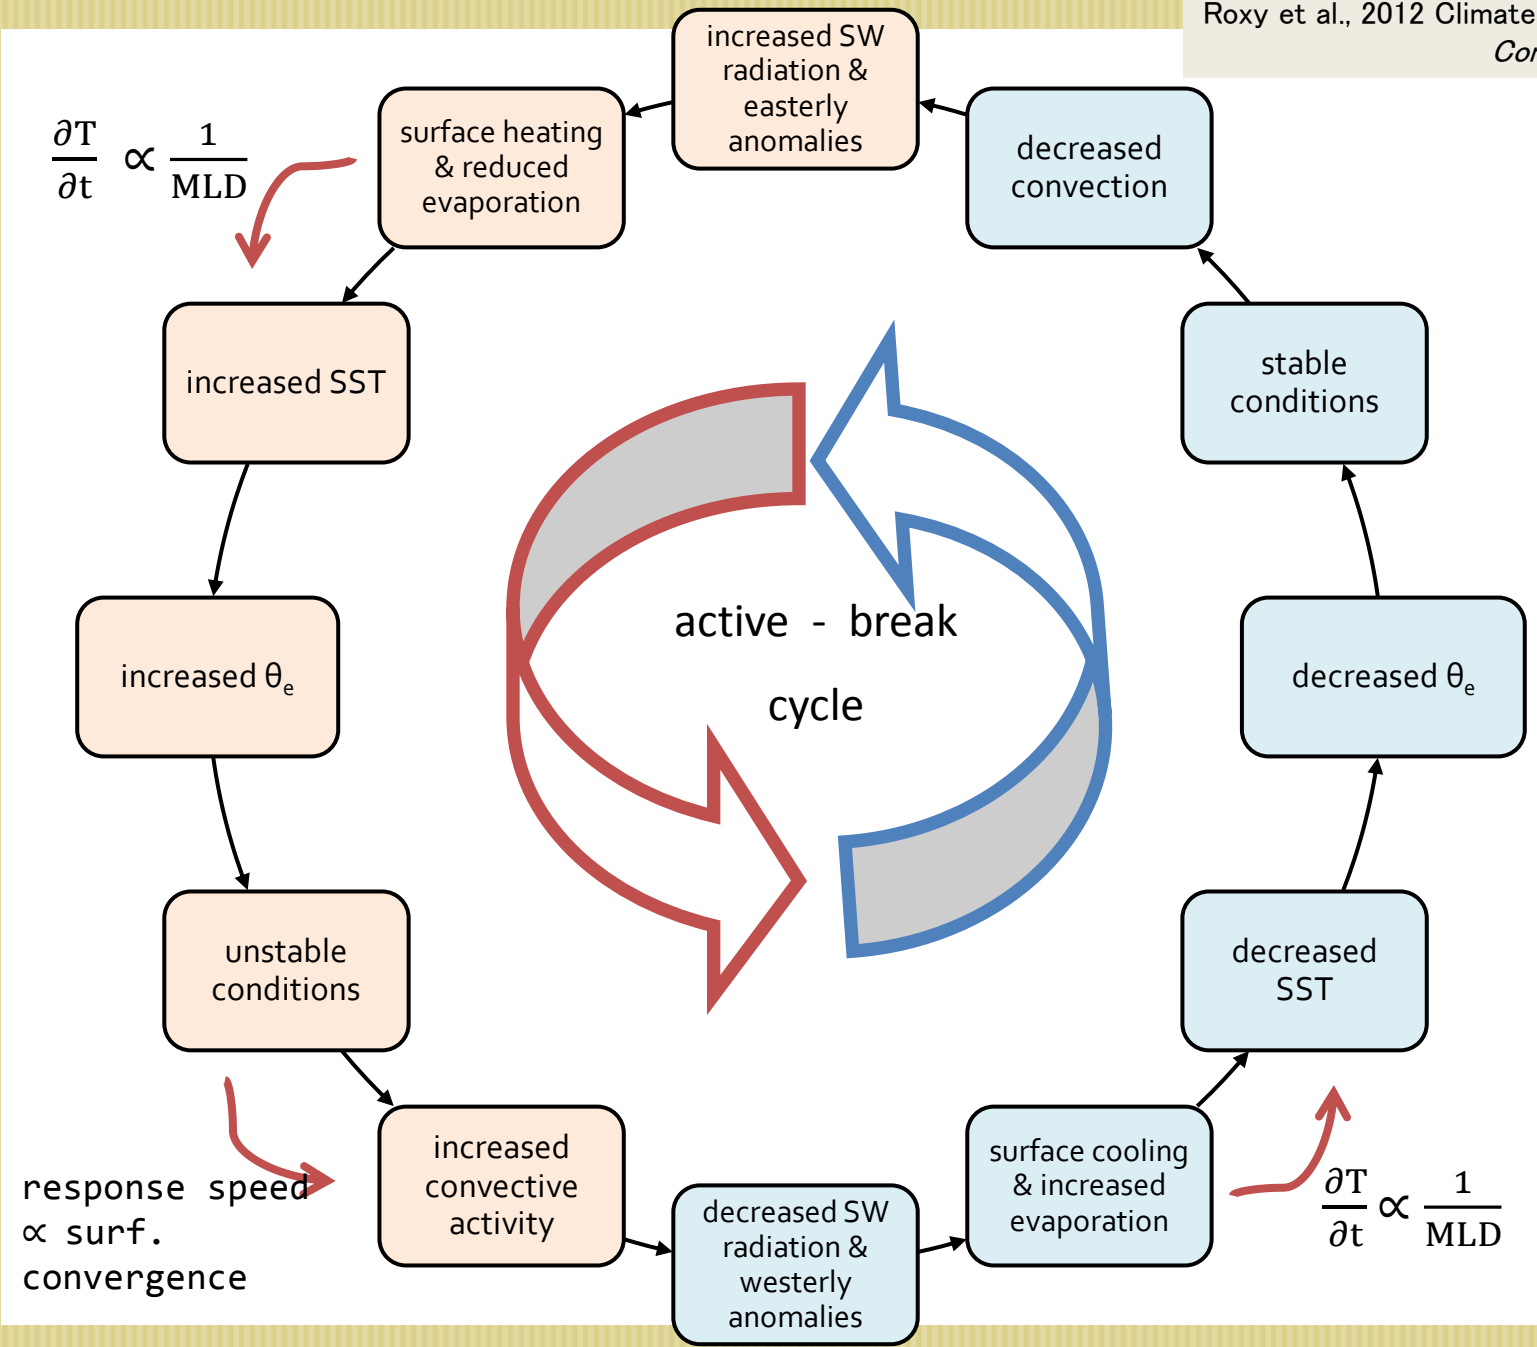 Roxy et al., 2012 Climate
increased SW
radiation &
easterly
anomalies
surface heating
& reduced
evaporation
∂T/∂t ∝ 1/MLD
increased SST
increased θe
unstable
conditions
response speed
∝ surf.
convergence
increased
convective
activity
decreased SW
radiation &
westerly
anomalies
surface cooling
& increased
evaporation
∂T/∂t ∝ 1/MLD
decreased
SST
decreased θe
stable
conditions
decreased
convection
active - break
cycle